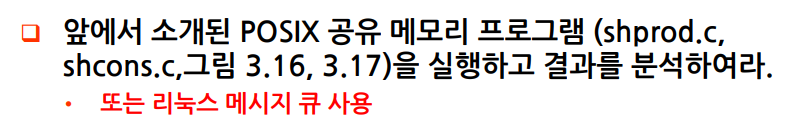 ❑ 앞에서 소개된 POSIX 공유 메모리 프로그램 (shprod.c,
shcons.c,그림 3.16, 3.17)을 실행하고 결과를 분석하여라.
• 또는 리눅스 메시지 큐 사용